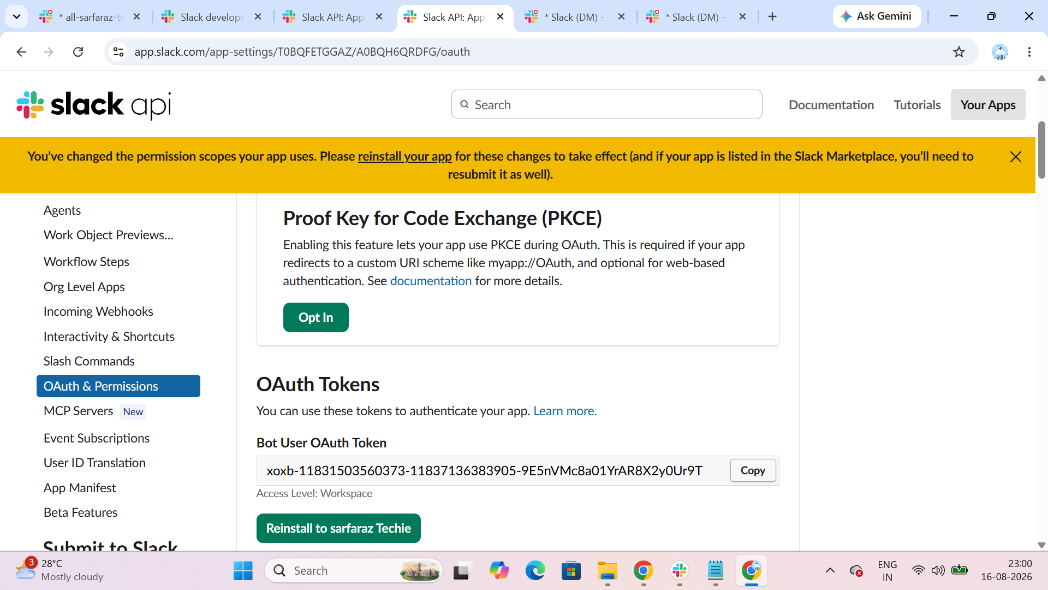 * all-sarfaraz-t
Slack develope
Slack API: App
Slack API: App
* Slack (DM) -
* Slack (DM) -
Ask Gemini
app.slack.com/app-settings/T0BQFETGGAZ/A0BQH6QRDFG/oauth
slack api
Search
Documentation
Tutorials
Your Apps
You've changed the permission scopes your app uses. Please reinstall your app for these changes to take effect (and if your app is listed in the Slack Marketplace, you'll need to
resubmit it as well).
Agents
Work Object Previews...
Workflow Steps
Org Level Apps
Incoming Webhooks
Interactivity & Shortcuts
Slash Commands
OAuth & Permissions
MCP Servers New
Event Subscriptions
User ID Translation
App Manifest
Beta Features
Submit to Slack
Proof Key for Code Exchange (PKCE)
Enabling this feature lets your app use PKCE during OAuth. This is required if your app
redirects to a custom URI scheme like myapp://OAuth, and optional for web-based
authentication. See documentation for more details.
Opt In
OAuth Tokens
You can use these tokens to authenticate your app. Learn more.
Bot User OAuth Token
xoxb-11831503560373-11837136383905-9E5nVMc8a01YrAR8X2y0Ur9T
Copy
Access Level: Workspace
Reinstall to sarfaraz Techie
3
28°C
Mostly cloudy
Search
ENG
IN
23:00
16-08-2026